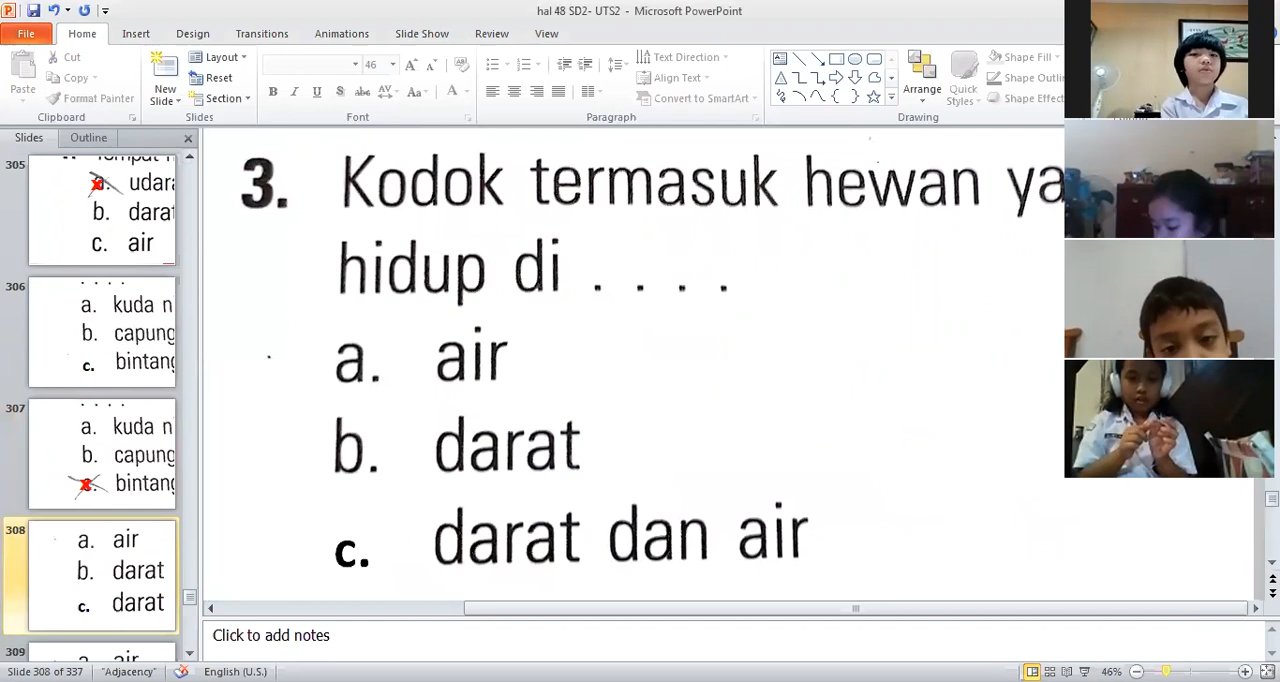 hal 48 SD2- UTS2 - Microsoft PowerPoint
File Home Insert Design Transitions Animations Slide Show Review View
Paste Cut Copy Format Painter Clipboard
New Slide Layout Reset Section Slides
46 Font
Text Direction Align Text Convert to SmartArt Paragraph
Arrange Quick Styles Shape Fill Shape Outli Shape Effect Drawing
Slides Outline
305
udara
b. darat
c. air
306
a. kuda n
b. capung
c. bintang
307
a. kuda n
b. capung
bintang
308
a. air
b. darat
c. darat
309
3. Kodok termasuk hewan ya
hidup di . . . .
a. air
b. darat
c. darat dan air
Click to add notes
Slide 308 of 337 "Adjacency" English (U.S.) 46%